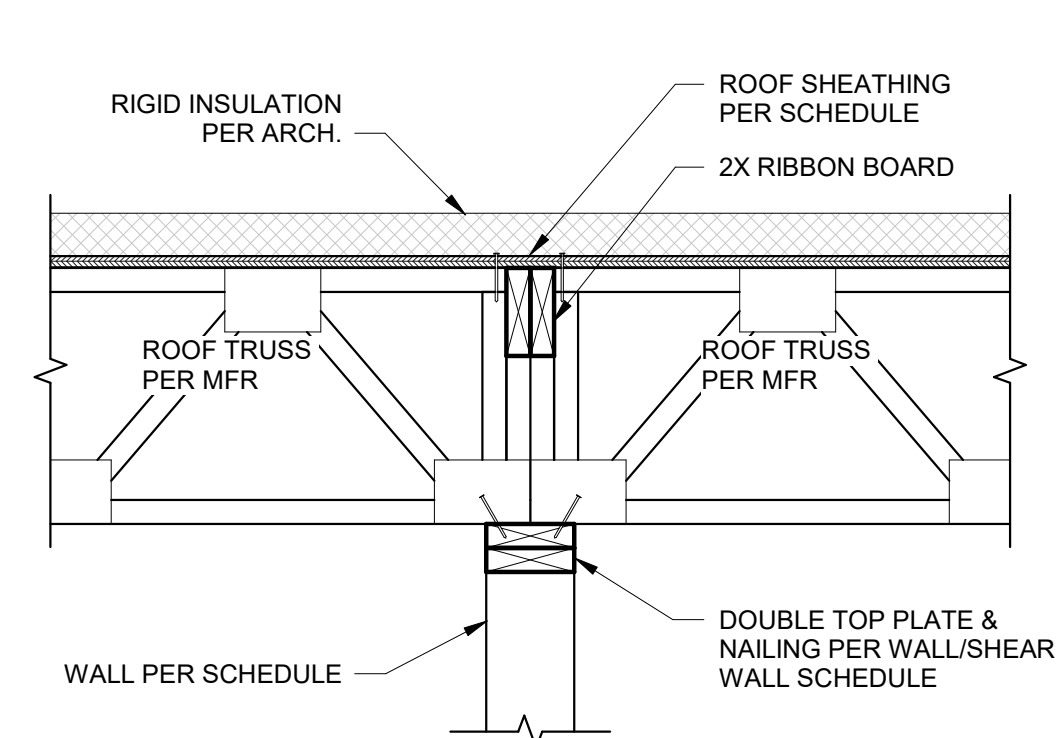 RIGID INSULATION
PER ARCH.
ROOF SHEATHING
PER SCHEDULE
2X RIBBON BOARD
ROOF TRUSS
PER MFR
ROOF TRUSS
PER MFR
WALL PER SCHEDULE
DOUBLE TOP PLATE &
NAILING PER WALL/SHEAR
WALL SCHEDULE